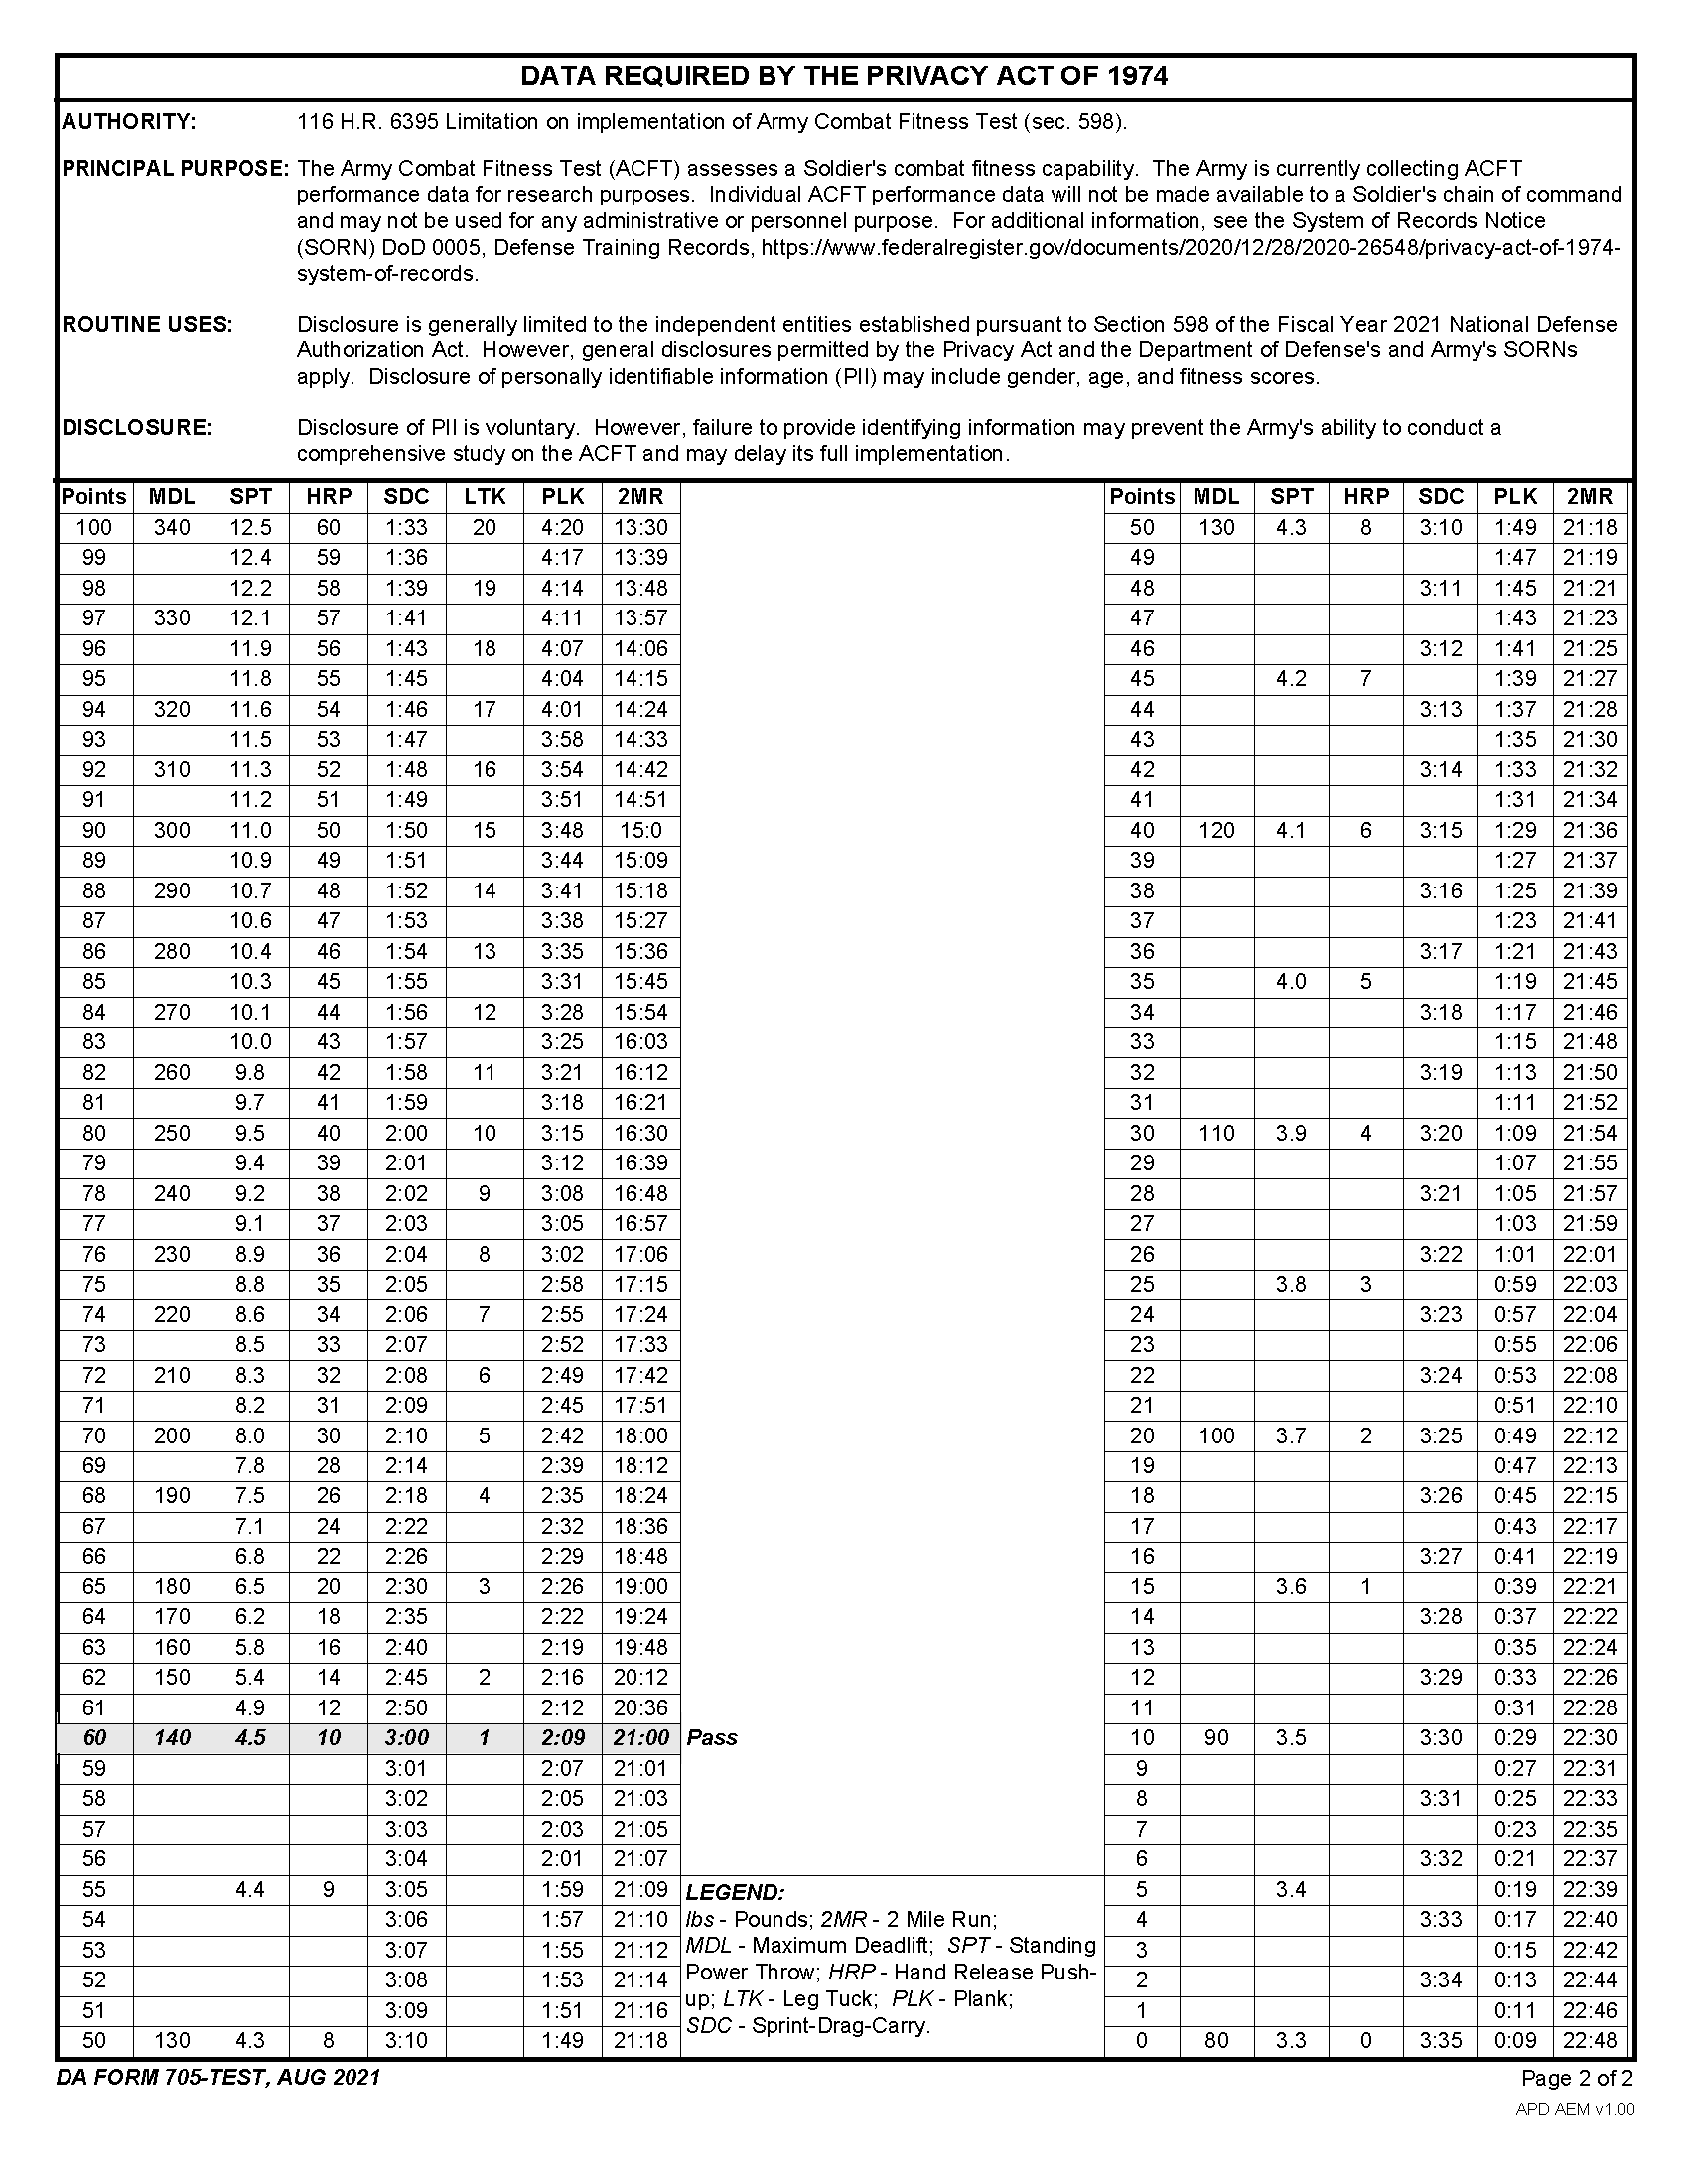 DATA REQUIRED BY THE PRIVACY ACT OF 1974
AUTHORITY: 116 H.R. 6395 Limitation on implementation of Army Combat Fitness Test (sec. 598).
PRINCIPAL PURPOSE: The Army Combat Fitness Test (ACFT) assesses a Soldier's combat fitness capability. The Army is currently collecting ACFT
performance data for research purposes. Individual ACFT performance data will not be made available to a Soldier's chain of command
and may not be used for any administrative or personnel purpose. For additional information, see the System of Records Notice
(SORN) DoD 0005, Defense Training Records, https://www.federalregister.gov/documents/2020/12/28/2020-26548/privacy-act-of-1974-
system-of-records.
ROUTINE USES: Disclosure is generally limited to the independent entities established pursuant to Section 598 of the Fiscal Year 2021 National Defense
Authorization Act. However, general disclosures permitted by the Privacy Act and the Department of Defense's and Army's SORNs
apply. Disclosure of personally identifiable information (PII) may include gender, age, and fitness scores.
DISCLOSURE: Disclosure of PII is voluntary. However, failure to provide identifying information may prevent the Army's ability to conduct a
comprehensive study on the ACFT and may delay its full implementation.
Points MDL SPT HRP SDC LTK PLK 2MR
100 340 12.5 60 1:33 20 4:20 13:30
99 12.4 59 1:36 4:17 13:39
98 12.2 58 1:39 19 4:14 13:48
97 330 12.1 57 1:41 4:11 13:57
96 11.9 56 1:43 18 4:07 14:06
95 11.8 55 1:45 4:04 14:15
94 320 11.6 54 1:46 17 4:01 14:24
93 11.5 53 1:47 3:58 14:33
92 310 11.3 52 1:48 16 3:54 14:42
91 11.2 51 1:49 3:51 14:51
90 300 11.0 50 1:50 15 3:48 15:0
89 10.9 49 1:51 3:44 15:09
88 290 10.7 48 1:52 14 3:41 15:18
87 10.6 47 1:53 3:38 15:27
86 280 10.4 46 1:54 13 3:35 15:36
85 10.3 45 1:55 3:31 15:45
84 270 10.1 44 1:56 12 3:28 15:54
83 10.0 43 1:57 3:25 16:03
82 260 9.8 42 1:58 11 3:21 16:12
81 9.7 41 1:59 3:18 16:21
80 250 9.5 40 2:00 10 3:15 16:30
79 9.4 39 2:01 3:12 16:39
78 240 9.2 38 2:02 9 3:08 16:48
77 9.1 37 2:03 3:05 16:57
76 230 8.9 36 2:04 8 3:02 17:06
75 8.8 35 2:05 2:58 17:15
74 220 8.6 34 2:06 7 2:55 17:24
73 8.5 33 2:07 2:52 17:33
72 210 8.3 32 2:08 6 2:49 17:42
71 8.2 31 2:09 2:45 17:51
70 200 8.0 30 2:10 5 2:42 18:00
69 7.8 28 2:14 2:39 18:12
68 190 7.5 26 2:18 4 2:35 18:24
67 7.1 24 2:22 2:32 18:36
66 6.8 22 2:26 2:29 18:48
65 180 6.5 20 2:30 3 2:26 19:00
64 170 6.2 18 2:35 2:22 19:24
63 160 5.8 16 2:40 2:19 19:48
62 150 5.4 14 2:45 2 2:16 20:12
61 4.9 12 2:50 2:12 20:36
60 140 4.5 10 3:00 1 2:09 21:00 Pass
59 3:01 2:07 21:01
58 3:02 2:05 21:03
57 3:03 2:03 21:05
56 3:04 2:01 21:07
55 4.4 9 3:05 1:59 21:09
54 3:06 1:57 21:10
53 3:07 1:55 21:12
52 3:08 1:53 21:14
51 3:09 1:51 21:16
50 130 4.3 8 3:10 1:49 21:18
LEGEND:
lbs - Pounds; 2MR - 2 Mile Run;
MDL - Maximum Deadlift; SPT - Standing
Power Throw; HRP - Hand Release Push-
up; LTK - Leg Tuck; PLK - Plank;
SDC - Sprint-Drag-Carry.
Points MDL SPT HRP SDC PLK 2MR
50 130 4.3 8 3:10 1:49 21:18
49 1:47 21:19
48 3:11 1:45 21:21
47 1:43 21:23
46 3:12 1:41 21:25
45 4.2 7 1:39 21:27
44 3:13 1:37 21:28
43 1:35 21:30
42 3:14 1:33 21:32
41 1:31 21:34
40 120 4.1 6 3:15 1:29 21:36
39 1:27 21:37
38 3:16 1:25 21:39
37 1:23 21:41
36 3:17 1:21 21:43
35 4.0 5 1:19 21:45
34 3:18 1:17 21:46
33 1:15 21:48
32 3:19 1:13 21:50
31 1:11 21:52
30 110 3.9 4 3:20 1:09 21:54
29 1:07 21:55
28 3:21 1:05 21:57
27 1:03 21:59
26 3:22 1:01 22:01
25 3.8 3 0:59 22:03
24 3:23 0:57 22:04
23 0:55 22:06
22 3:24 0:53 22:08
21 0:51 22:10
20 100 3.7 2 3:25 0:49 22:12
19 0:47 22:13
18 3:26 0:45 22:15
17 0:43 22:17
16 3:27 0:41 22:19
15 3.6 1 0:39 22:21
14 3:28 0:37 22:22
13 0:35 22:24
12 3:29 0:33 22:26
11 0:31 22:28
10 90 3.5 3:30 0:29 22:30
9 0:27 22:31
8 3:31 0:25 22:33
7 0:23 22:35
6 3:32 0:21 22:37
5 3.4 0:19 22:39
4 3:33 0:17 22:40
3 0:15 22:42
2 3:34 0:13 22:44
1 0:11 22:46
0 80 3.3 0 3:35 0:09 22:48
DA FORM 705-TEST, AUG 2021
Page 2 of 2
APD AEM v1.00